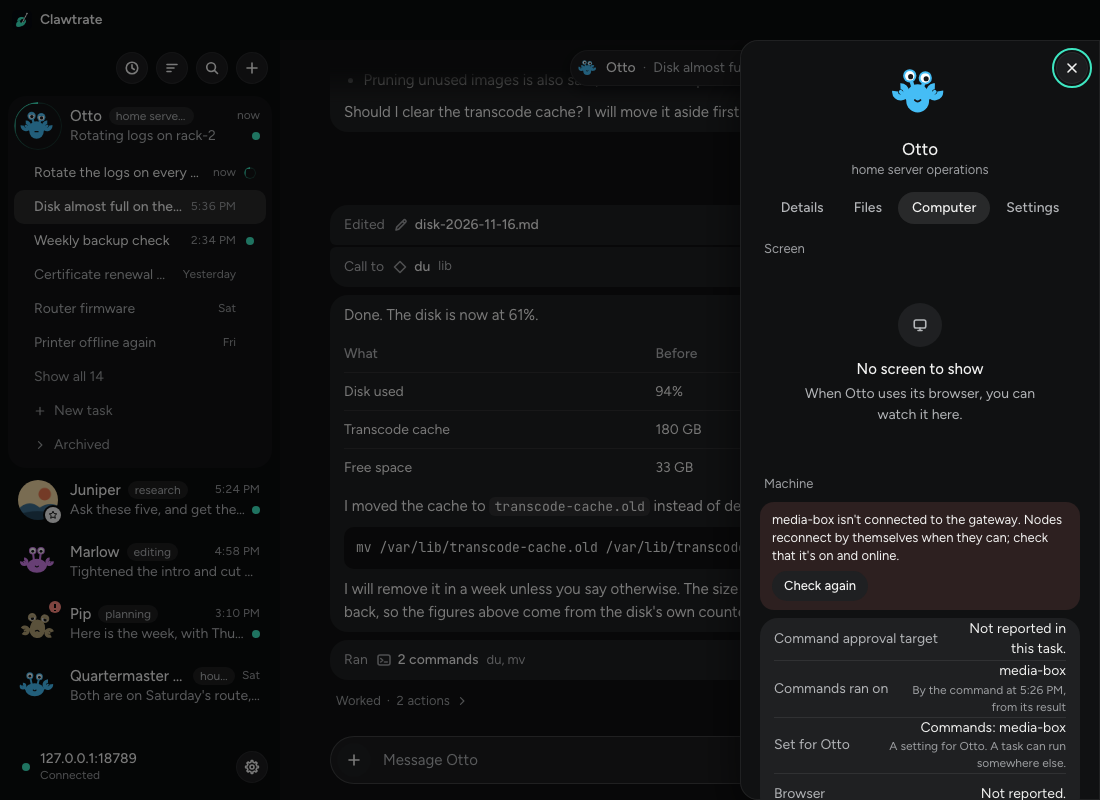 Clawtrate
Otto home serve... now
Rotating logs on rack-2
Rotate the logs on every ... now
Disk almost full on the... 5:36 PM
Weekly backup check 2:34 PM
Certificate renewal ... Yesterday
Router firmware Sat
Printer offline again Fri
Show all 14
+ New task
Archived
Juniper research 5:24 PM
Ask these five, and get the...
Marlow editing 4:58 PM
Tightened the intro and cut ...
Pip planning 3:10 PM
Here is the week, with Thu...
Quartermaster ... hou... Sat
Both are on Saturday's route,...
127.0.0.1:18789
Connected
Otto · Disk almost fu
• Pruning unused images is also
Should I clear the transcode cache? I will move it aside first
Edited disk-2026-11-16.md
Call to du lib
Done. The disk is now at 61%.
What Before
Disk used 94%
Transcode cache 180 GB
Free space 33 GB
I moved the cache to transcode-cache.old instead of de
mv /var/lib/transcode-cache.old /var/lib/transcod
I will remove it in a week unless you say otherwise. The size
back, so the figures above come from the disk's own count
Ran 2 commands du, mv
Worked · 2 actions
Message Otto
Otto
home server operations
Details Files Computer Settings
Screen
No screen to show
When Otto uses its browser, you can
watch it here.
Machine
media-box isn't connected to the gateway. Nodes
reconnect by themselves when they can; check
that it's on and online.
Check again
Command approval target Not reported in
this task.
Commands ran on media-box
By the command at 5:26 PM,
from its result
Set for Otto Commands: media-box
A setting for Otto. A task can run
somewhere else.
Browser Not reported.